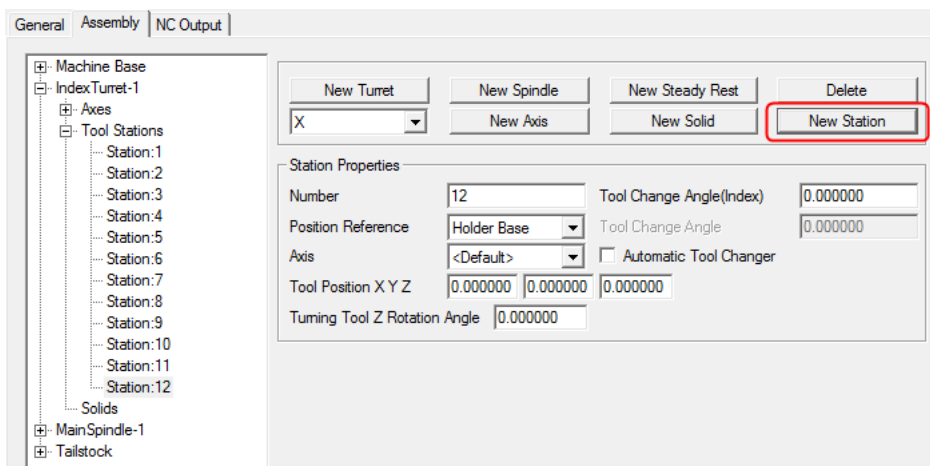 General Assembly NC Output
Machine Base
IndexTurret-1
Axes
Tool Stations
Station:1
Station:2
Station:3
Station:4
Station:5
Station:6
Station:7
Station:8
Station:9
Station:10
Station:11
Station:12
Solids
MainSpindle-1
Tailstock
New Turret New Spindle New Steady Rest Delete
X New Axis New Solid New Station
Station Properties
Number 12 Tool Change Angle(Index) 0.000000
Position Reference Holder Base Tool Change Angle 0.000000
Axis <Default> Automatic Tool Changer
Tool Position X Y Z 0.000000 0.000000 0.000000
Turning Tool Z Rotation Angle 0.000000